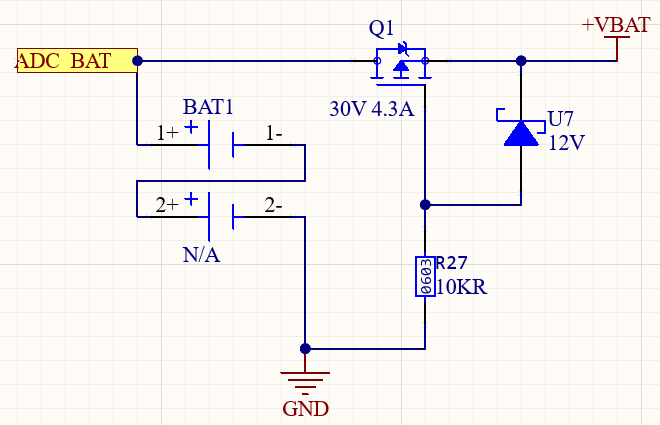 Q1
+VBAT
ADC_BAT
30V 4.3A
BAT1
U7
12V
1+
1-
2+
2-
N/A
R27
0603
10KR
GND